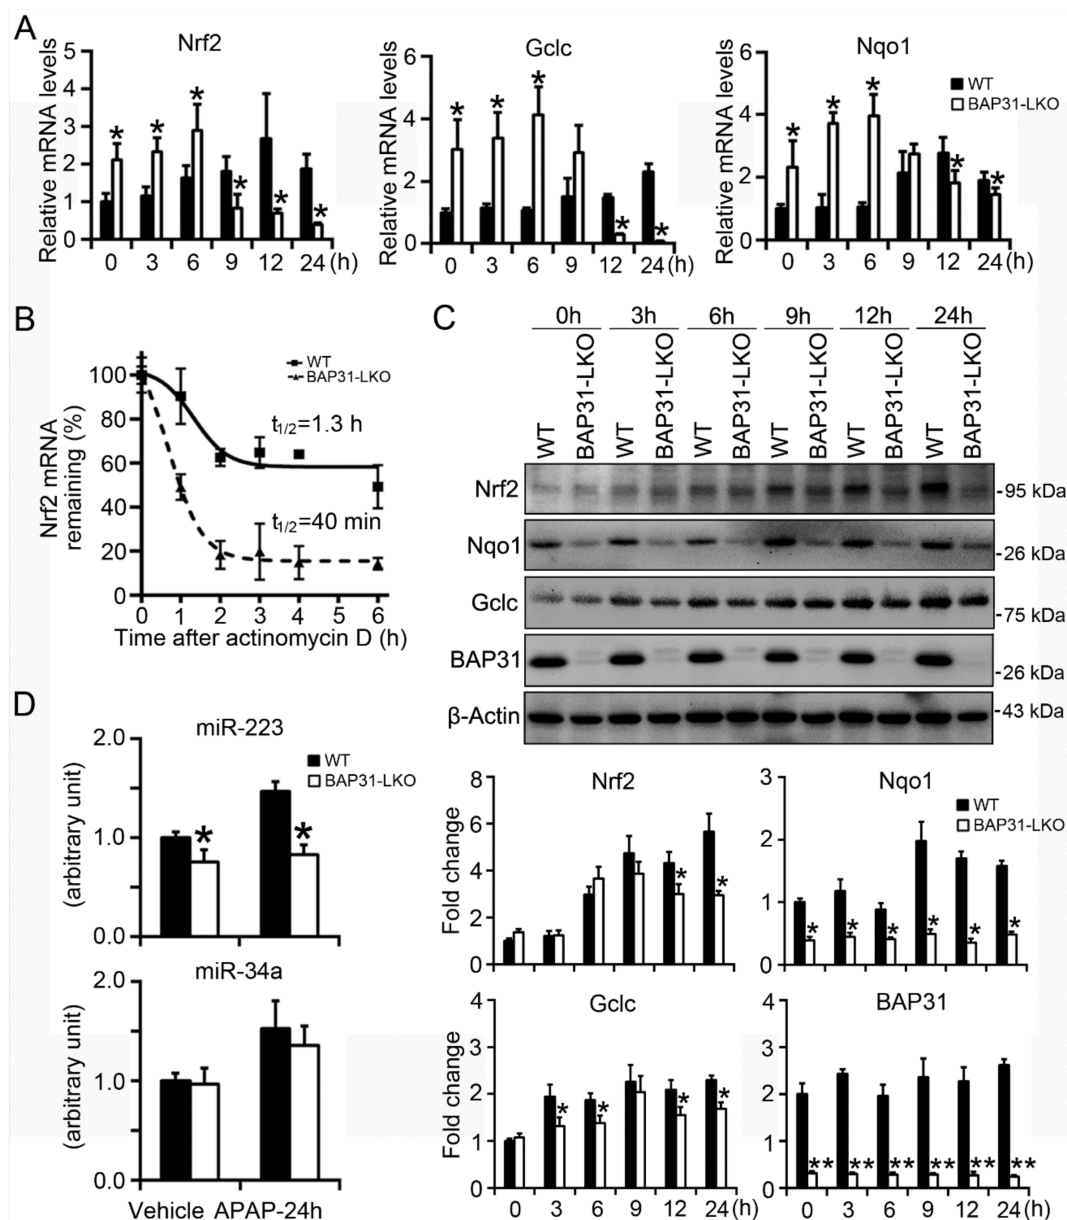 A
Nrf2
Gclc
Nqo1
Relative mRNA levels
5
4
3
2
1
0
* * * * * *
0 3 6 9 12 24 (h)
Relative mRNA levels
6
4
2
0
* * * * *
0 3 6 9 12 24 (h)
Relative mRNA levels
6
4
2
0
* * * * *
WT
BAP31-LKO
0 3 6 9 12 24 (h)
B
Nrf2 mRNA
remaining (%)
100
80
60
40
20
0
WT
BAP31-LKO
t1/2=1.3 h
t1/2=40 min
0 1 2 3 4 5 6
Time after actinomycin D (h)
C
0h 3h 6h 9h 12h 24h
WT BAP31-LKO WT BAP31-LKO WT BAP31-LKO WT BAP31-LKO WT BAP31-LKO WT BAP31-LKO
Nrf2 -95 kDa
Nqo1 -26 kDa
Gclc -75 kDa
BAP31 -26 kDa
β-Actin -43 kDa
D
miR-223
(arbitrary unit)
2.0
1.0
0.0
WT
BAP31-LKO
* *
miR-34a
(arbitrary unit)
2.0
1.0
0.0
Vehicle APAP-24h
Nrf2
Fold change
8
6
4
2
0
* *
Nqo1
3
2
1
0
WT
BAP31-LKO
* * * * * *
Gclc
Fold change
4
3
2
1
0
* * * *
0 3 6 9 12 24 (h)
BAP31
4
3
2
1
0
** ** ** ** ** **
0 3 6 9 12 24 (h)